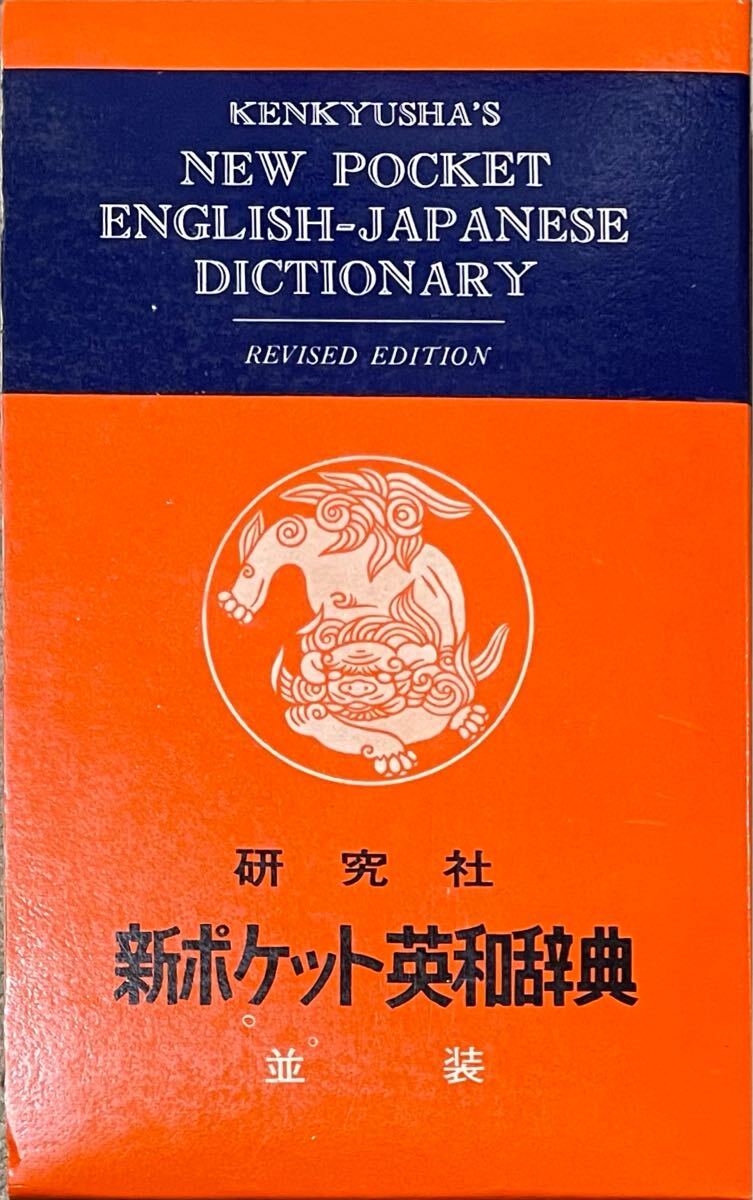 KENKYUSHA'S
NEW POCKET
ENGLISH-JAPANESE
DICTIONARY
REVISED EDITION
研究社
新ポケット英和辞典
並装